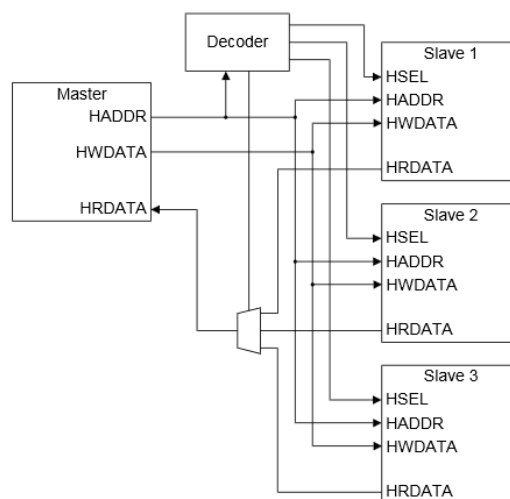 Decoder
Master
HADDR
HWDATA
HRDATA
Slave 1
HSEL
HADDR
HWDATA
HRDATA
Slave 2
HSEL
HADDR
HWDATA
HRDATA
Slave 3
HSEL
HADDR
HWDATA
HRDATA